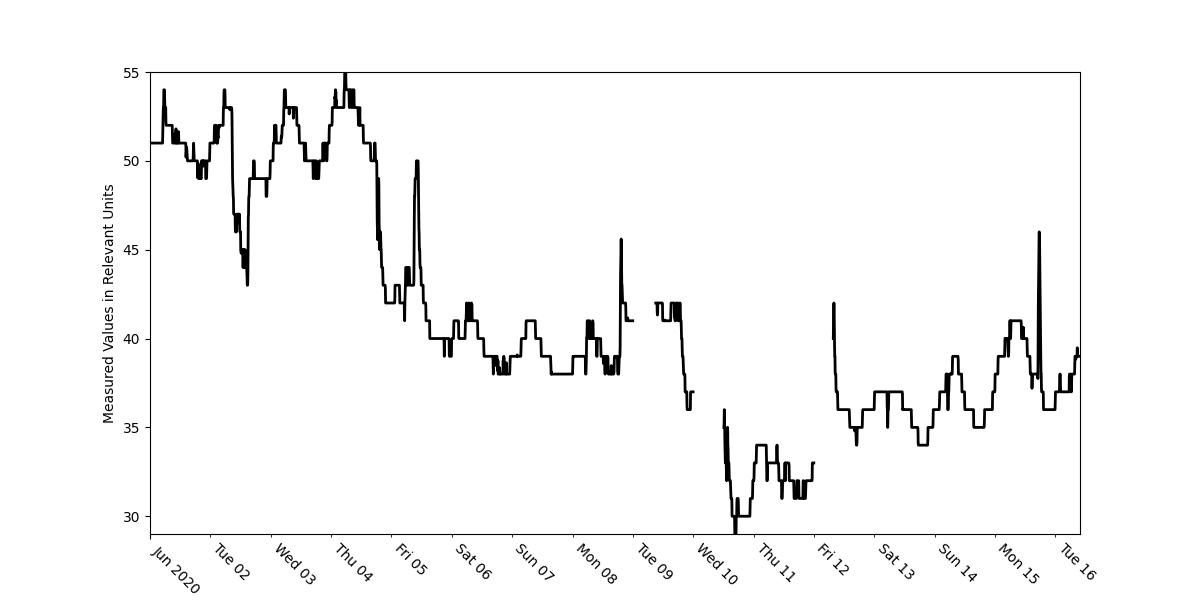 55
50
45
40
35
30
Measured Values in Relevant Units
Jun 2020
Tue 02
Wed 03
Thu 04
Fri 05
Sat 06
Sun 07
Mon 08
Tue 09
Wed 10
Thu 11
Fri 12
Sat 13
Sun 14
Mon 15
Tue 16